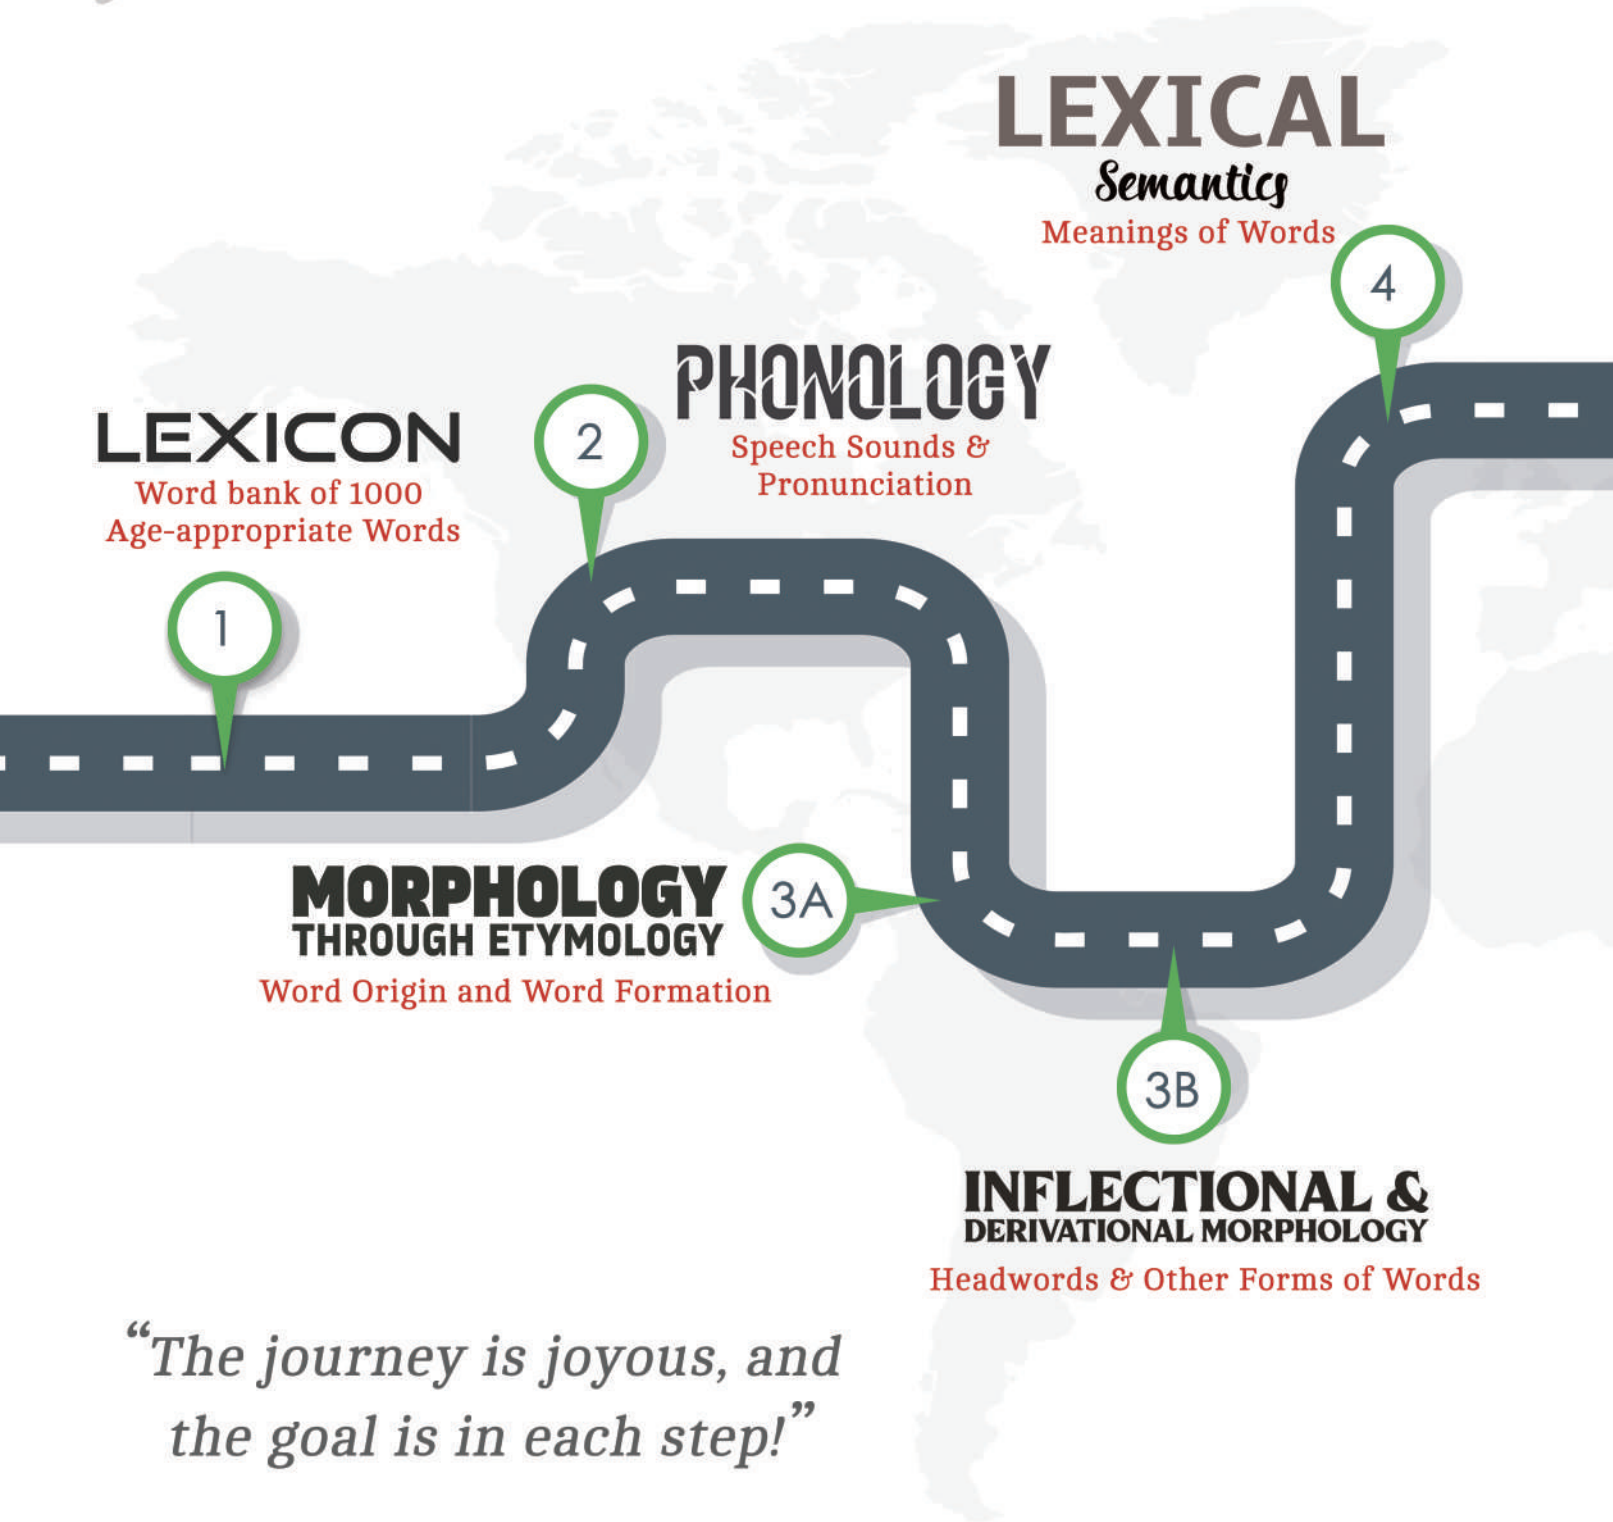 LEXICON
Word bank of 1000
Age-appropriate Words
1
2
PHONOLOGY
Speech Sounds &
Pronunciation
MORPHOLOGY
THROUGH ETYMOLOGY
Word Origin and Word Formation
3A
3B
INFLECTIONAL &
DERIVATIONAL MORPHOLOGY
Headwords & Other Forms of Words
LEXICAL
Semantics
Meanings of Words
4
“The journey is joyous, and
the goal is in each step!”